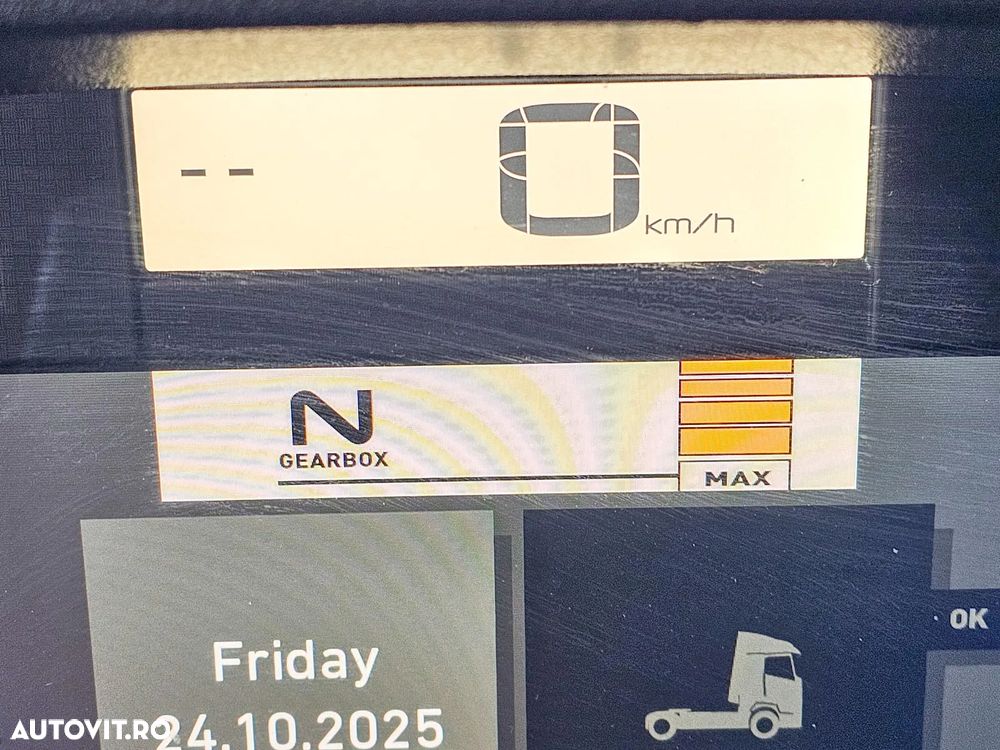 -- 0 km/h
N
GEARBOX
MAX
OK
Friday
24.10.2025
AUTOVIT.RO